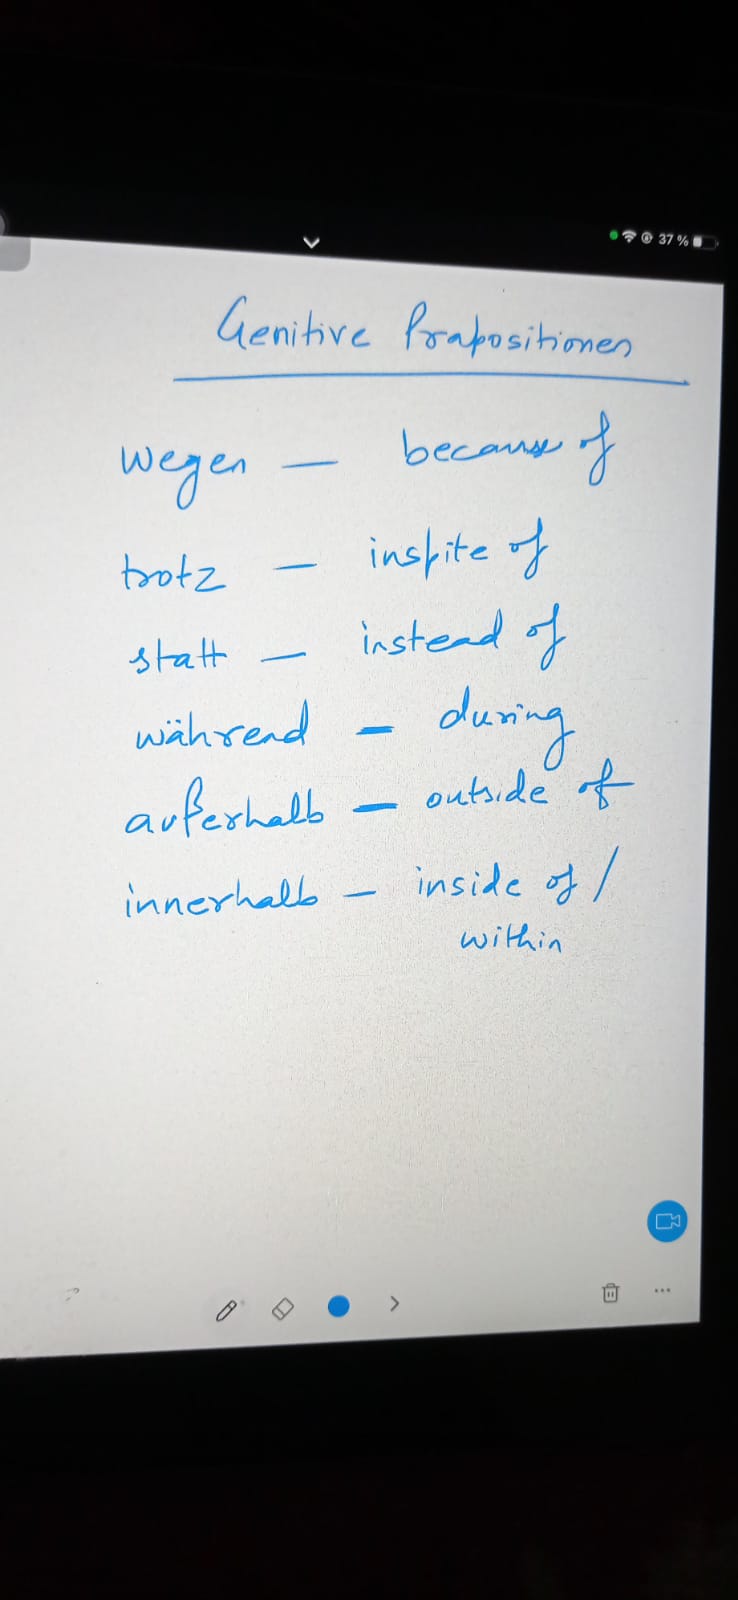 37 %
Genitive Prapositionen
wegen — because of
trotz — inspite of
statt — instead of
während — during
außerhalb — outside of
innerhalb — inside of /
within